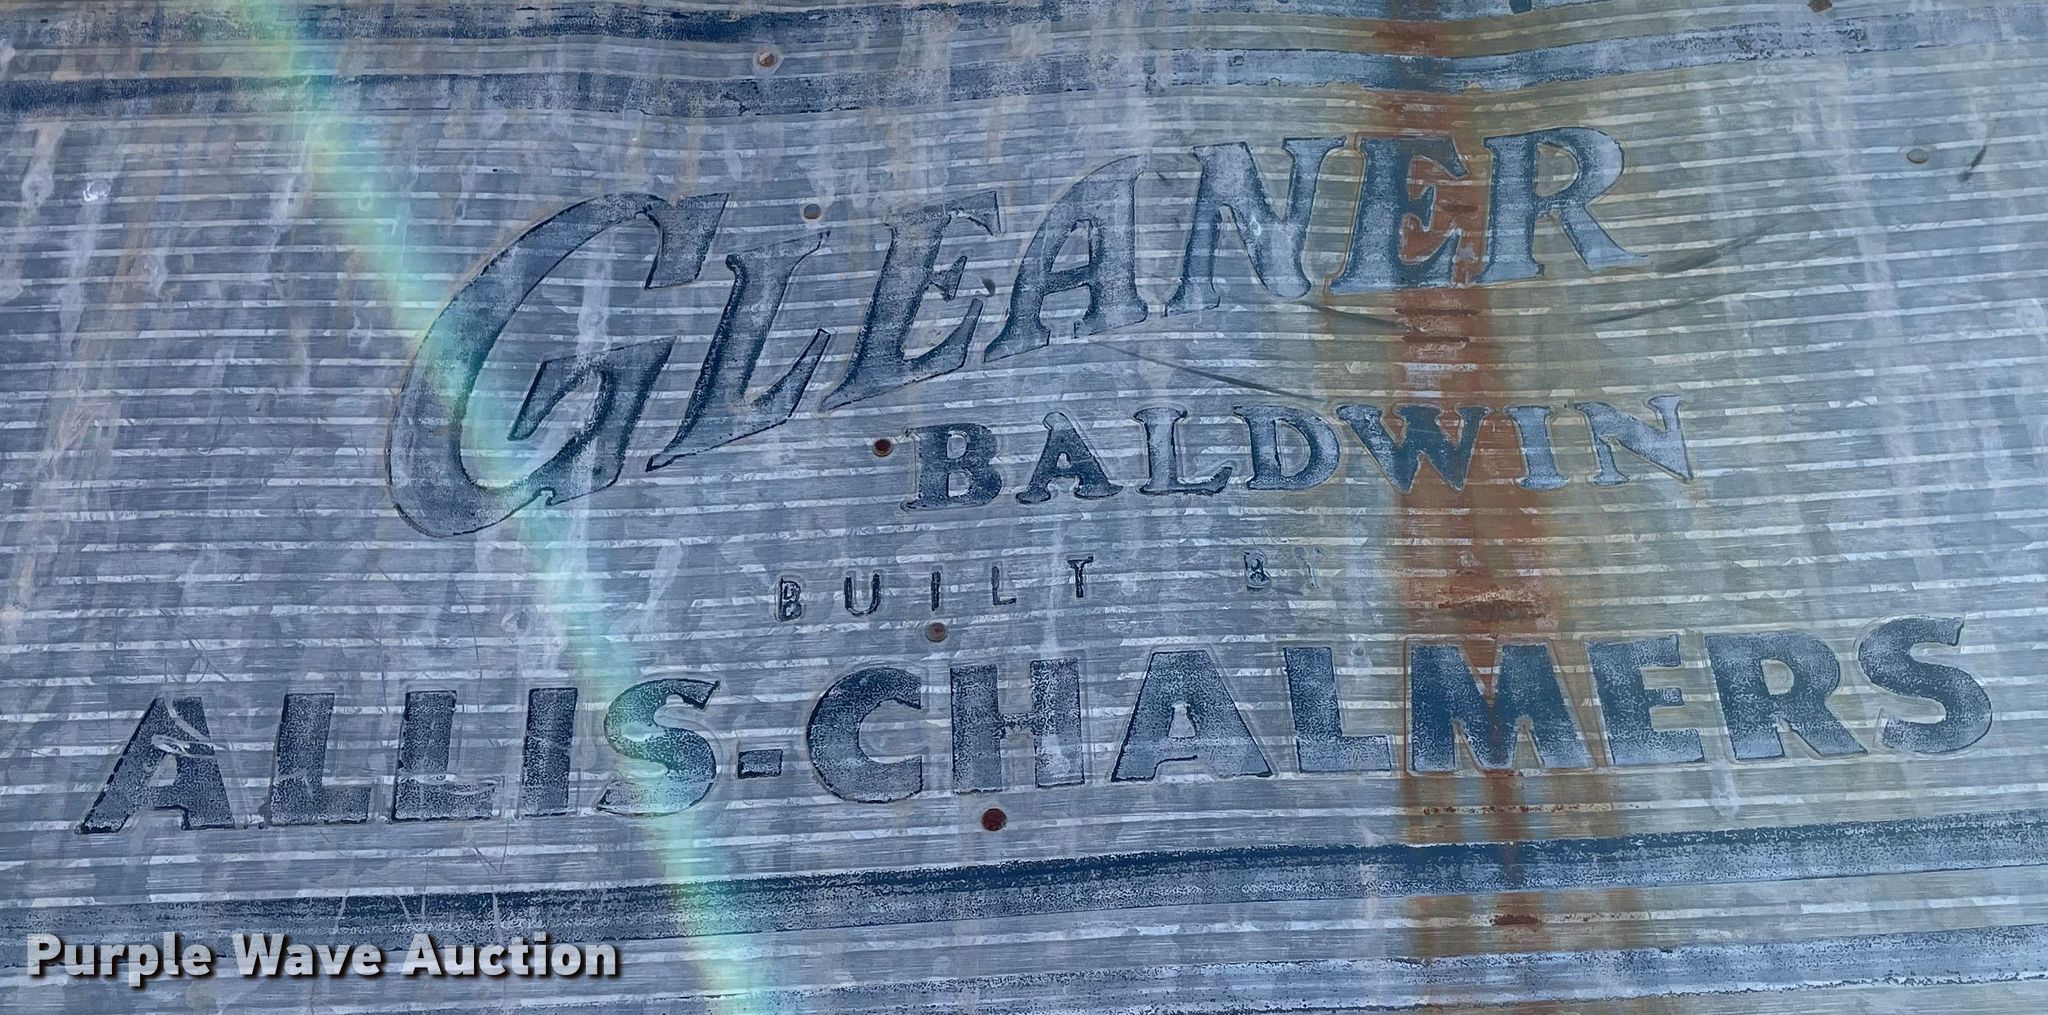 GLEANER
BALDWIN
BUILT BY
ALLIS-CHALMERS
Purple Wave Auction